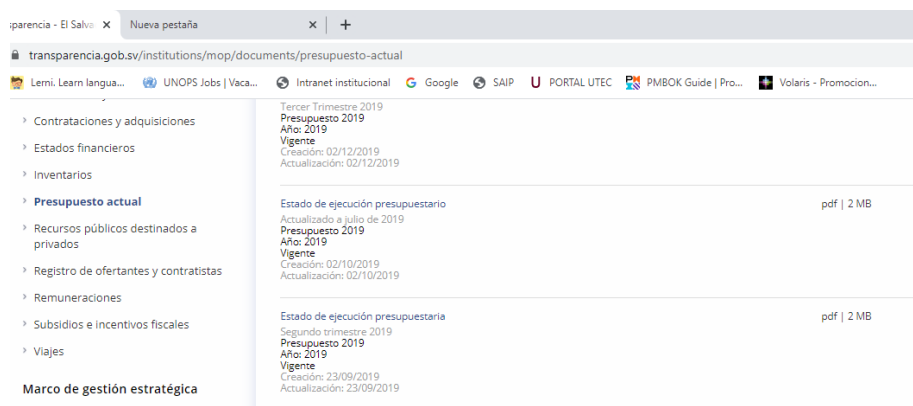 sparencia - El Salva
Nueva pestaña
transparencia.gob.sv/institutions/mop/documents/presupuesto-actual
Lerni. Learn langua...
UNOPS Jobs | Vaca...
Intranet institucional
Google
SAIP
PORTAL UTEC
PMBOK Guide | Pro...
Volaris - Promocion...
Contrataciones y adquisiciones
Estados financieros
Inventarios
Presupuesto actual
Recursos públicos destinados a
privados
Registro de ofertantes y contratistas
Remuneraciones
Subsidios e incentivos fiscales
Viajes
Marco de gestión estratégica
Tercer Trimestre 2019
Presupuesto 2019
Año: 2019
Vigente
Creación: 02/12/2019
Actualización: 02/12/2019
Estado de ejecución presupuestario
pdf | 2 MB
Actualizado a julio de 2019
Presupuesto 2019
Año: 2019
Vigente
Creación: 02/10/2019
Actualización: 02/10/2019
Estado de ejecución presupuestaria
pdf | 2 MB
Segundo trimestre 2019
Presupuesto 2019
Año: 2019
Vigente
Creación: 23/09/2019
Actualización: 23/09/2019